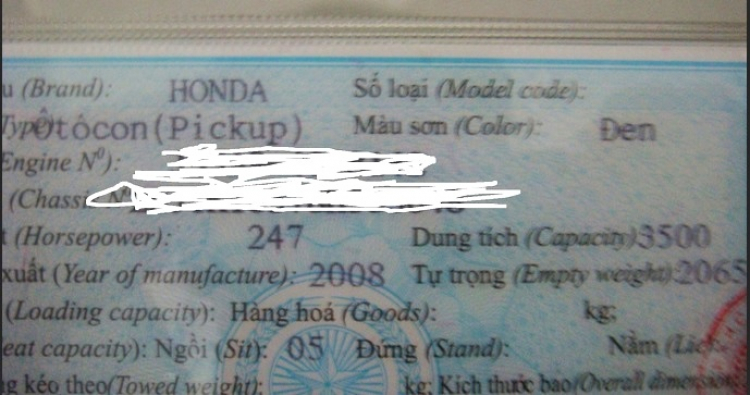 u (Brand): HONDA Số loại (Model code):
Type Ôtôcon(Pickup) Màu sơn (Color): Đen
Engine N⁰):
(Chassi
t (Horsepower): 247 Dung tích (Capacity) 3500
xuất (Year of manufacture): 2008 Tự trọng (Empty weight): 2065
(Loading capacity): Hàng hoá (Goods): kg;
eat capacity): Ngồi (Sit): 05 Đứng (Stand): Nằm (Lie
g kéo theo(Towed weight): kg; Kích thước bao(Overall dimension